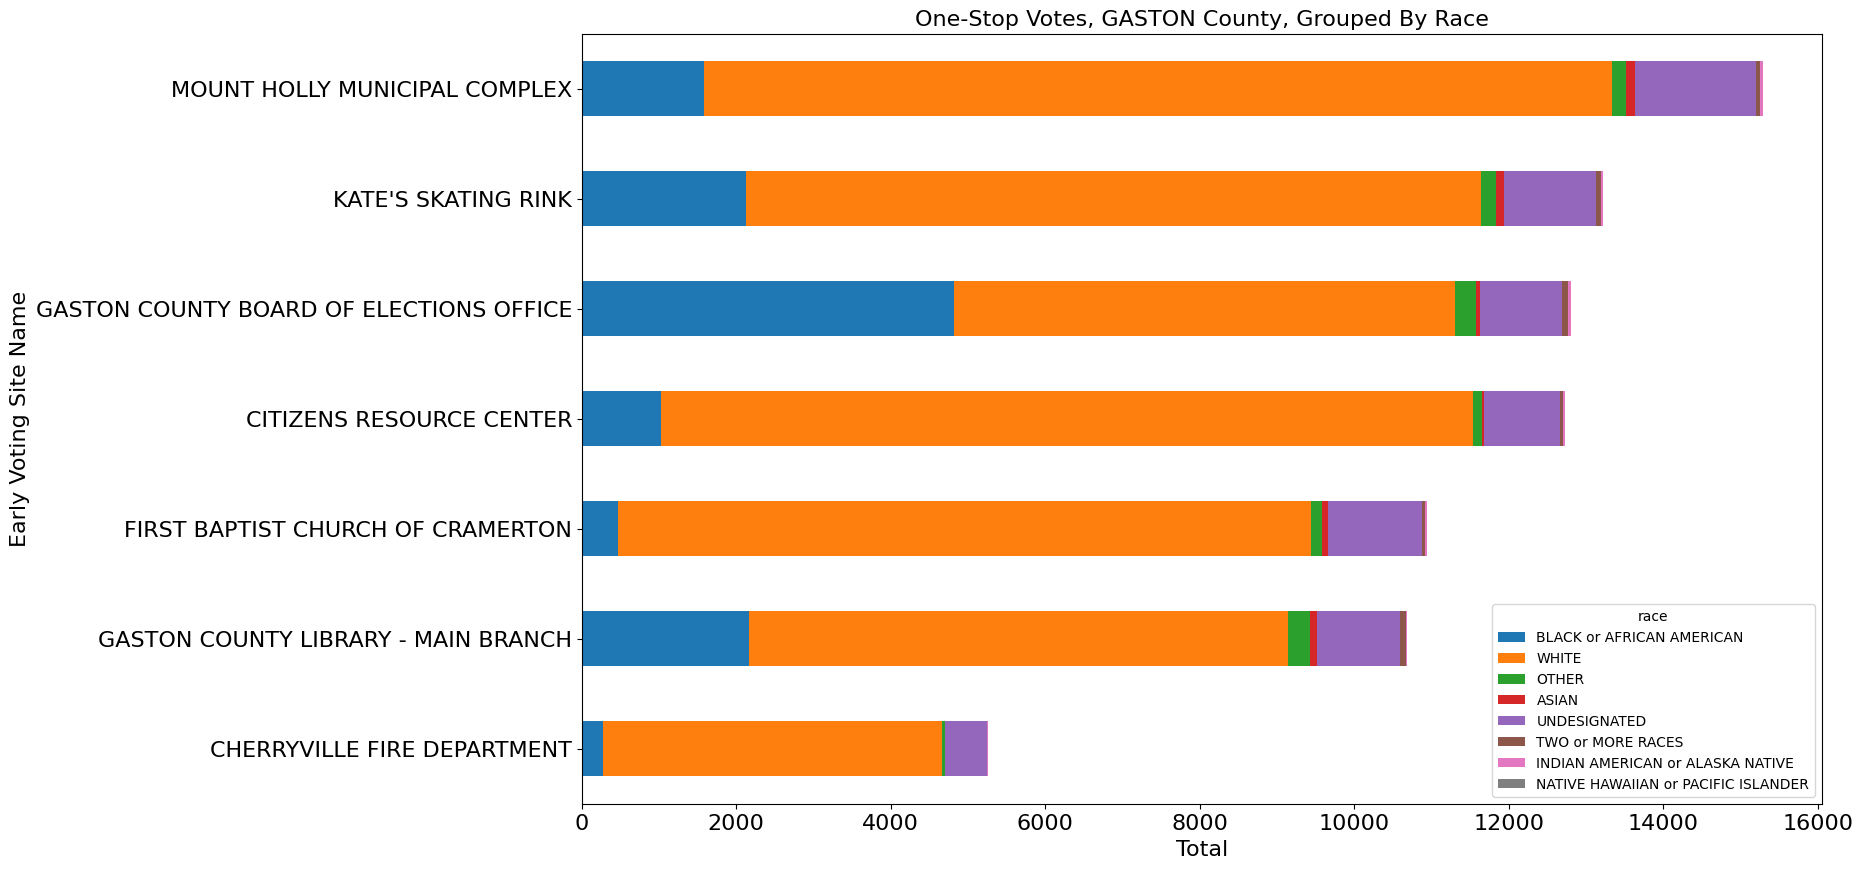 One-Stop Votes, GASTON County, Grouped By Race
Early Voting Site Name
MOUNT HOLLY MUNICIPAL COMPLEX
KATE'S SKATING RINK
GASTON COUNTY BOARD OF ELECTIONS OFFICE
CITIZENS RESOURCE CENTER
FIRST BAPTIST CHURCH OF CRAMERTON
GASTON COUNTY LIBRARY - MAIN BRANCH
CHERRYVILLE FIRE DEPARTMENT
race
BLACK or AFRICAN AMERICAN
WHITE
OTHER
ASIAN
UNDESIGNATED
TWO or MORE RACES
INDIAN AMERICAN or ALASKA NATIVE
NATIVE HAWAIIAN or PACIFIC ISLANDER
0 2000 4000 6000 8000 10000 12000 14000 16000
Total